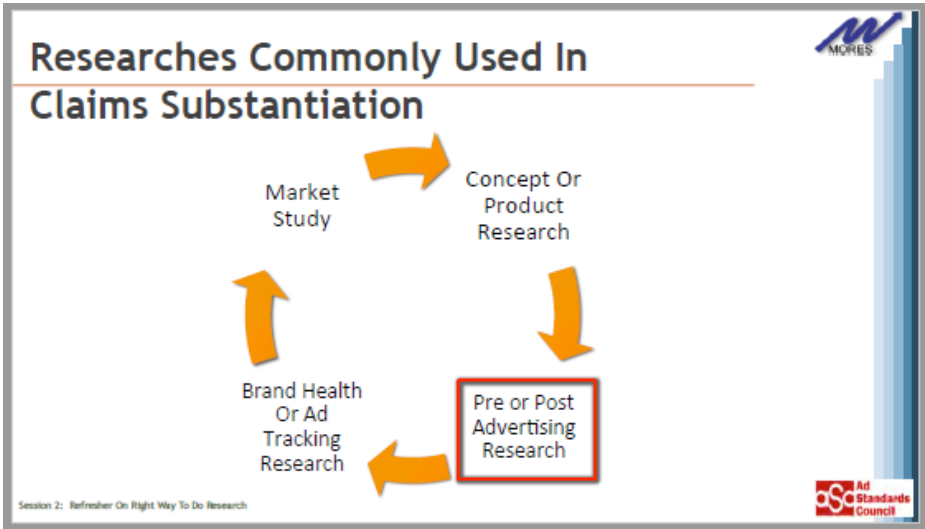 Researches Commonly Used In
Claims Substantiation
MORES
Market
Study
Concept Or
Product
Research
Pre or Post
Advertising
Research
Brand Health
Or Ad
Tracking
Research
Session 2: Refresher On Right Way To Do Research
asc
Ad
Standards
Council